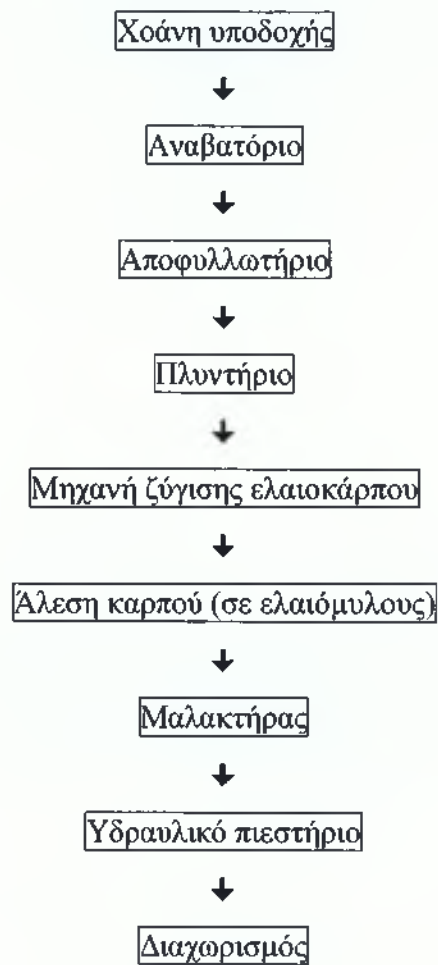 Χοάνη υποδοχής
Αναβατόριο
Αποφυλλωτήριο
Πλυντήριο
Μηχανή ζύγισης ελαιοκάρπου
Άλεση καρπού (σε ελαιόμυλους)
Μαλακτήρας
Υδραυλικό πιεστήριο
Διαχωρισμός